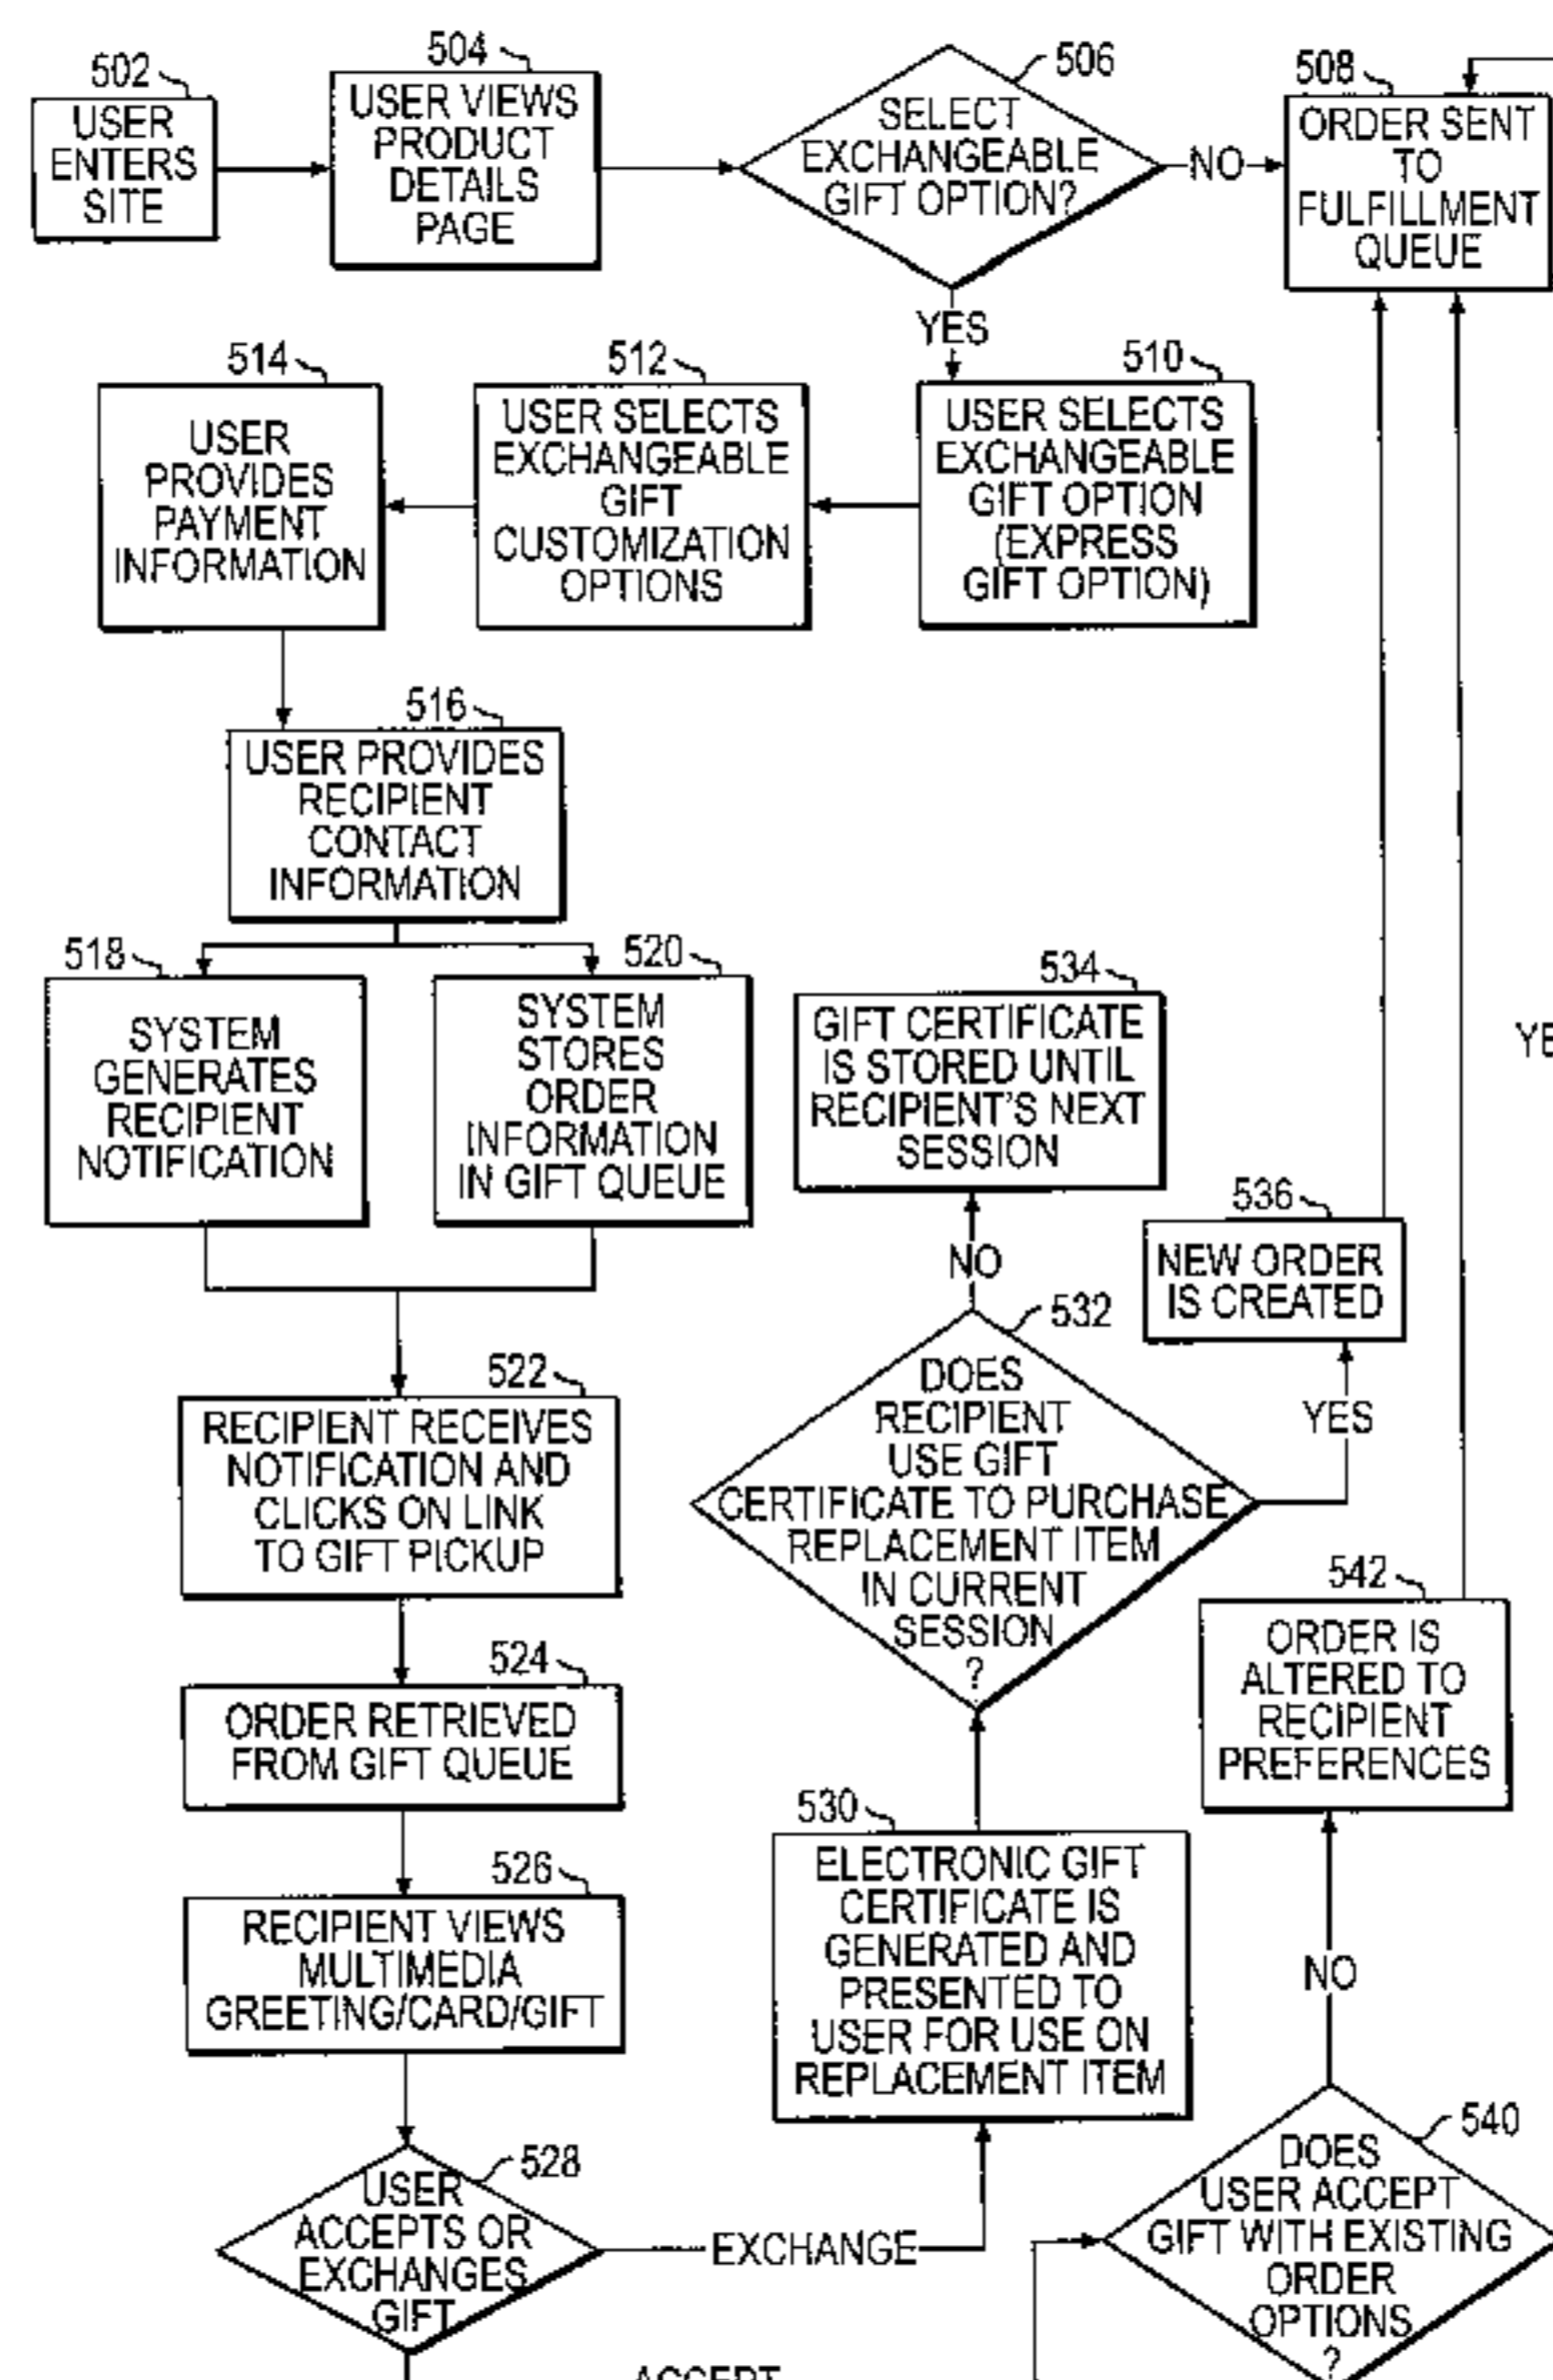 502
USER
ENTERS
SITE
504
USER VIEWS
PRODUCT
DETAILS
PAGE
506
SELECT
EXCHANGEABLE
GIFT OPTION?
NO
508
ORDER SENT
TO
FULFILLMENT
QUEUE
YES
514
USER
PROVIDES
PAYMENT
INFORMATION
512
USER SELECTS
EXCHANGEABLE
GIFT
CUSTOMIZATION
OPTIONS
510
USER SELECTS
EXCHANGEABLE
GIFT OPTION
(EXPRESS
GIFT OPTION)
516
USER PROVIDES
RECIPIENT
CONTACT
INFORMATION
518
SYSTEM
GENERATES
RECIPIENT
NOTIFICATION
520
SYSTEM
STORES
ORDER
INFORMATION
IN GIFT QUEUE
534
GIFT CERTIFICATE
IS STORED UNTIL
RECIPIENT'S NEXT
SESSION
NO
536
NEW ORDER
IS CREATED
532
DOES
RECIPIENT
USE GIFT
CERTIFICATE TO PURCHASE
REPLACEMENT ITEM
IN CURRENT
SESSION
?
YES
522
RECIPIENT RECEIVES
NOTIFICATION AND
CLICKS ON LINK
TO GIFT PICKUP
524
ORDER RETRIEVED
FROM GIFT QUEUE
542
ORDER IS
ALTERED TO
RECIPIENT
PREFERENCES
526
RECIPIENT VIEWS
MULTIMEDIA
GREETING/CARD/GIFT
530
ELECTRONIC GIFT
CERTIFICATE IS
GENERATED AND
PRESENTED TO
USER FOR USE ON
REPLACEMENT ITEM
NO
528
USER
ACCEPTS OR
EXCHANGES
GIFT
EXCHANGE
540
DOES
USER ACCEPT
GIFT WITH EXISTING
ORDER
OPTIONS
?
ACCEPT